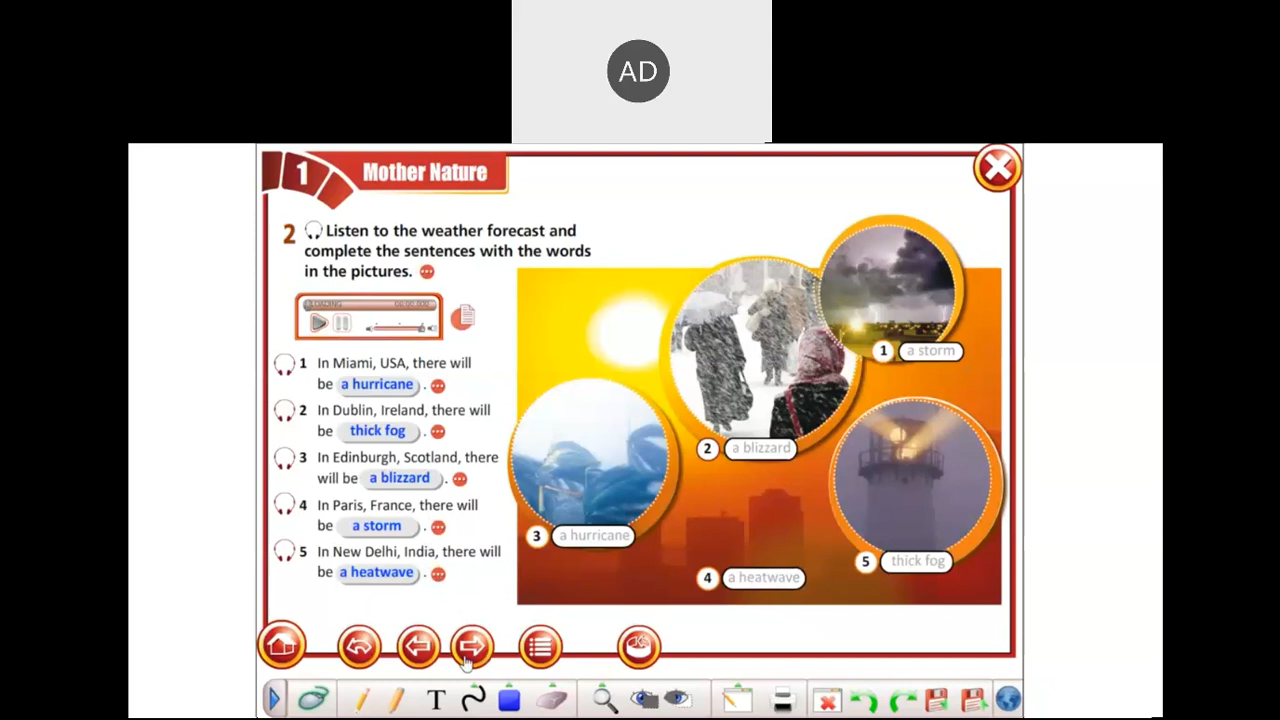 AD
1 Mother Nature
2 Listen to the weather forecast and
complete the sentences with the words
in the pictures.
1 In Miami, USA, there will
be a hurricane .
2 In Dublin, Ireland, there will
be thick fog .
3 In Edinburgh, Scotland, there
will be a blizzard .
4 In Paris, France, there will
be a storm .
5 In New Delhi, India, there will
be a heatwave .
1 a storm
2 a blizzard
3 a hurricane
4 a heatwave
5 thick fog
T